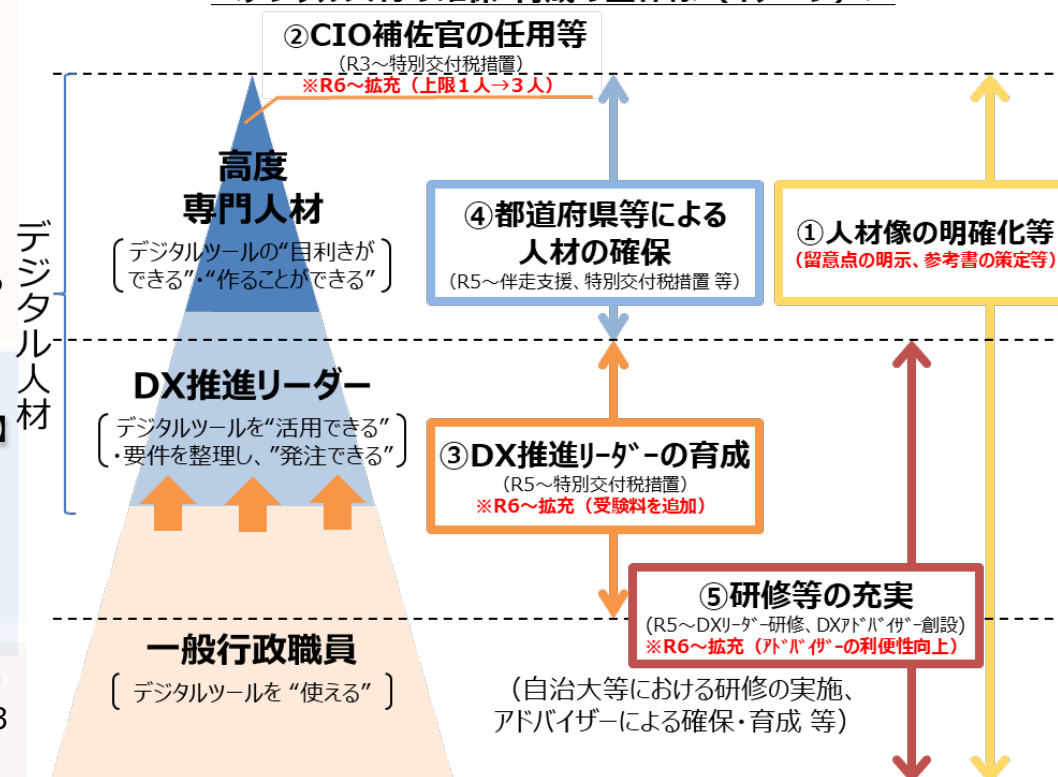 ②CIO補佐官の任用等
(R3～特別交付税措置)
※R6～拡充（上限１人→３人）
高度
専門人材
デジタルツールの“目利きが
できる”・“作ることができる”
④都道府県等による
人材の確保
(R5～伴走支援、特別交付税措置 等)
①人材像の明確化等
(留意点の明示、参考書の策定等)
デジタル人材
DX推進リーダー
デジタルツールを“活用できる”
・要件を整理し、”発注できる”
③DX推進ﾘｰﾀﾞｰの育成
(R5～特別交付税措置)
※R6～拡充（受験料を追加）
⑤研修等の充実
(R5～DXﾘｰﾀﾞｰ研修、DXｱﾄﾞﾊﾞｲｻﾞｰ創設)
※R6～拡充（ｱﾄﾞﾊﾞｲｻﾞｰの利便性向上）
一般行政職員
デジタルツールを “使える”
（自治大等における研修の実施、
アドバイザーによる確保・育成 等）
】
3